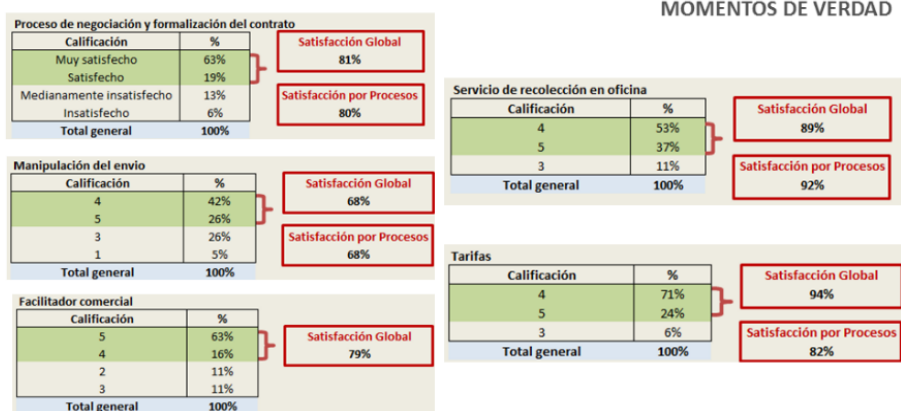 MOMENTOS DE VERDAD
Proceso de negociación y formalización del contrato
Calificación %
Muy satisfecho 63%
Satisfecho 19%
Medianamente insatisfecho 13%
Insatisfecho 6%
Total general 100%
Satisfacción Global
81%
Satisfacción por Procesos
80%
Manipulación del envio
Calificación %
4 42%
5 26%
3 26%
1 5%
Total general 100%
Satisfacción Global
68%
Satisfacción por Procesos
68%
Facilitador comercial
Calificación %
5 63%
4 16%
2 11%
3 11%
Total general 100%
Satisfacción Global
79%
Servicio de recolección en oficina
Calificación %
4 53%
5 37%
3 11%
Total general 100%
Satisfacción Global
89%
Satisfacción por Procesos
92%
Tarifas
Calificación %
4 71%
5 24%
3 6%
Total general 100%
Satisfacción Global
94%
Satisfacción por Procesos
82%